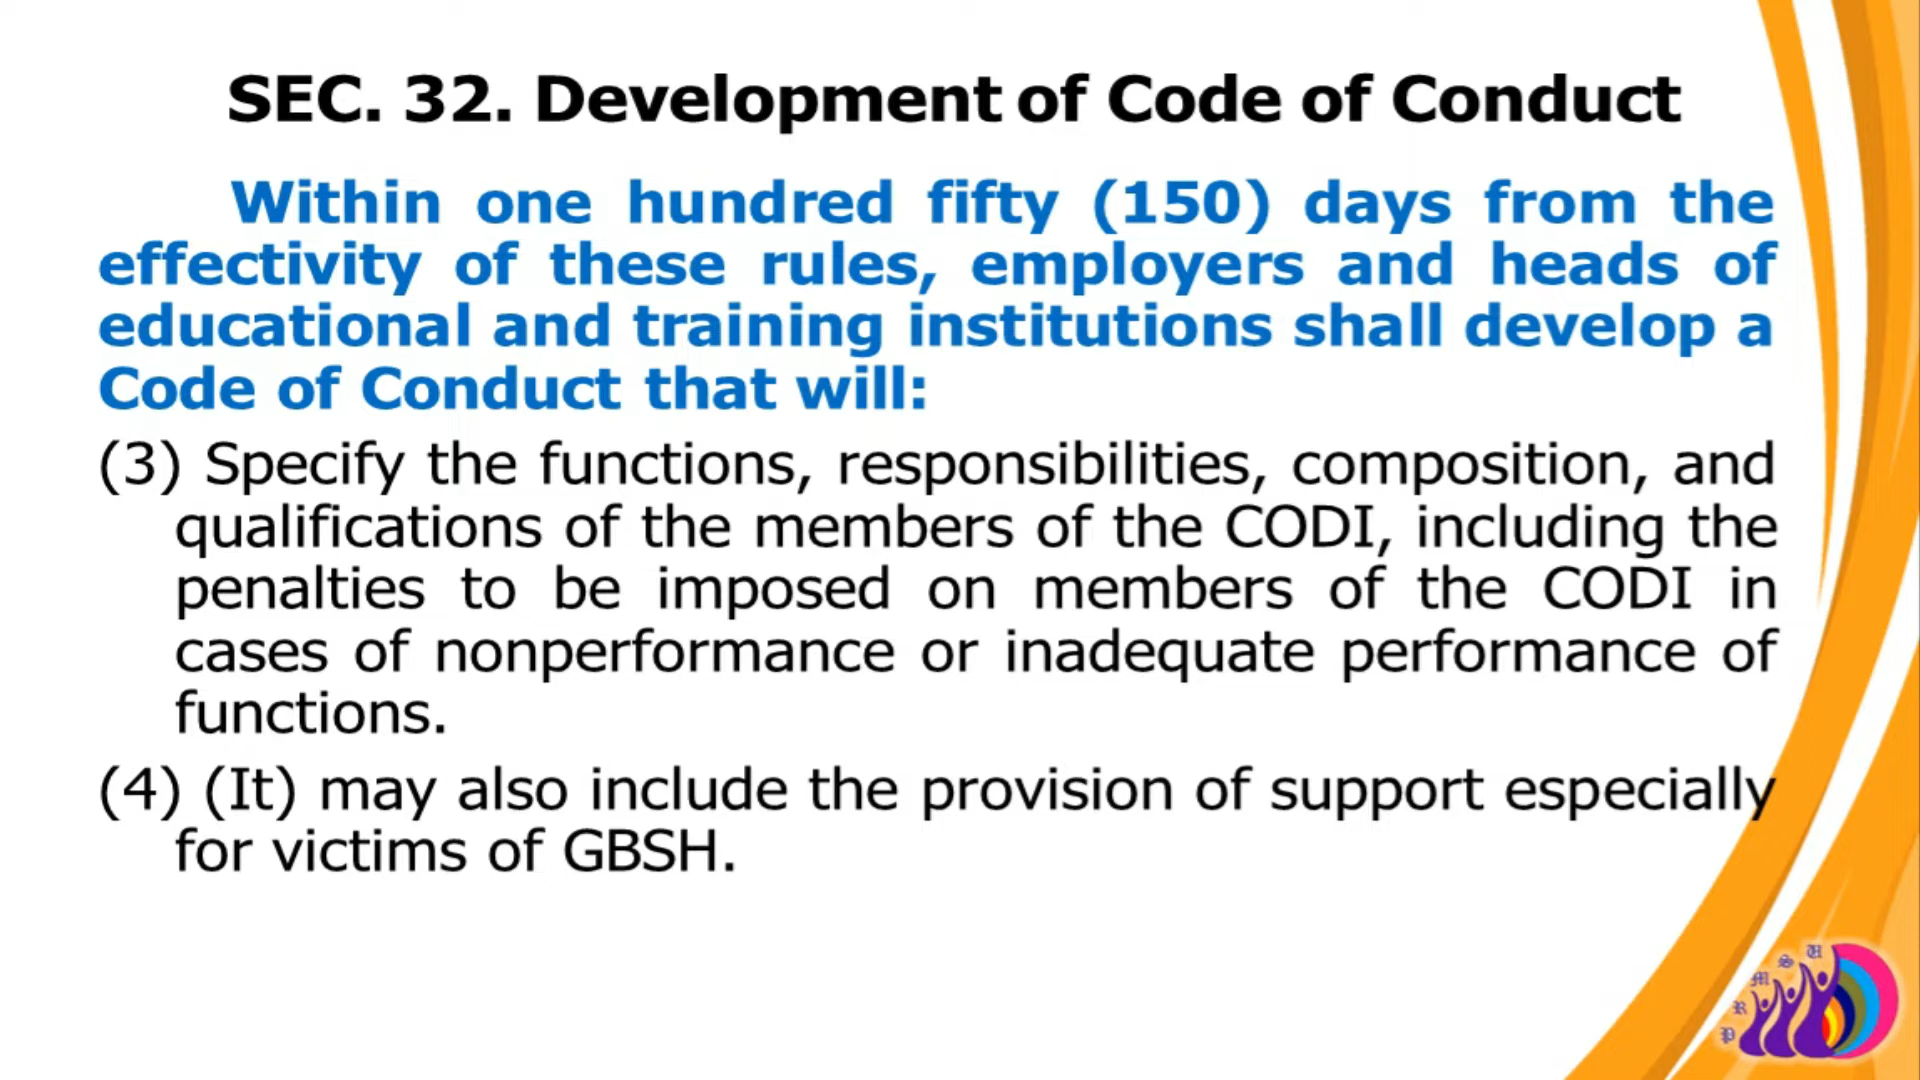 SEC. 32. Development of Code of Conduct
Within one hundred fifty (150) days from the
effectivity of these rules, employers and heads of
educational and training institutions shall develop a
Code of Conduct that will:
(3) Specify the functions, responsibilities, composition, and
qualifications of the members of the CODI, including the
penalties to be imposed on members of the CODI in
cases of nonperformance or inadequate performance of
functions.
(4) (It) may also include the provision of support especially
for victims of GBSH.
PRMSU